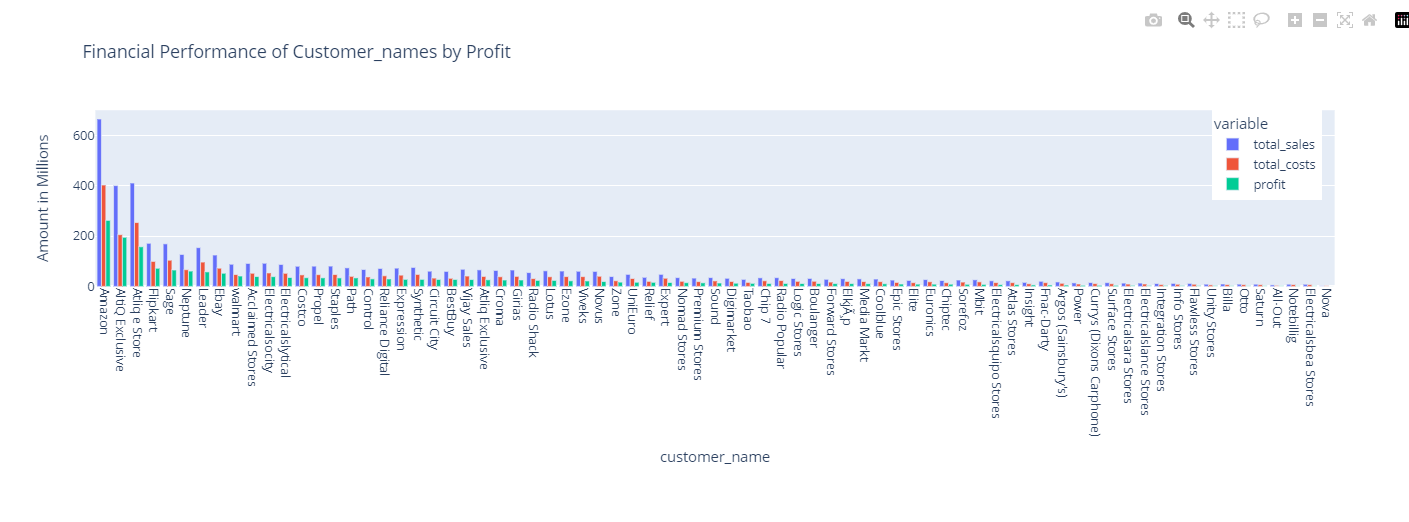 Financial Performance of Customer_names by Profit
variable
total_sales
total_costs
profit
Amount in Millions
600
400
200
0
Amazon
AltiQ Exclusive
Atliq e Store
Flipkart
Sage
Neptune
Leader
Ebay
walmart
Acclaimed Stores
Electricalsocity
Electricalslytical
Costco
Propel
Staples
Path
Control
Reliance Digital
Expression
Synthetic
Circuit City
BestBuy
Vijay Sales
Atliq Exclusive
Croma
Girias
Radio Shack
Lotus
Ezone
Viveks
Novus
Zone
UniEuro
Relief
Expert
Nomad Stores
Premium Stores
Sound
Digimarket
Taobao
Chip 7
Radio Popular
Logic Stores
Boulanger
Forward Stores
ElkjÃ¸p
Media Markt
Coolblue
Epic Stores
Elite
Euronics
Chiptec
Sorefoz
Mbit
Electricalsquipo Stores
Atlas Stores
Insight
Fnac-Darty
Argos (Sainsbury's)
Power
Currys (Dixons Carphone)
Surface Stores
Electricalsara Stores
Electricalslance Stores
Integration Stores
Info Stores
Flawless Stores
Unity Stores
Billa
Otto
Saturn
All-Out
Notebillig
Electricalsbea Stores
Nova
customer_name